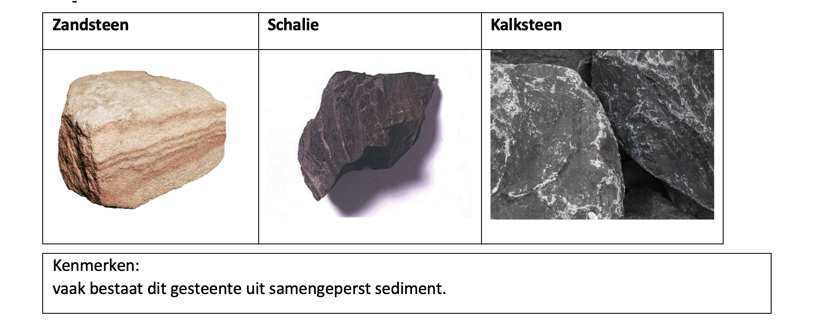 Zandsteen
Schalie
Kalksteen
Kenmerken:
vaak bestaat dit gesteente uit samengeperst sediment.